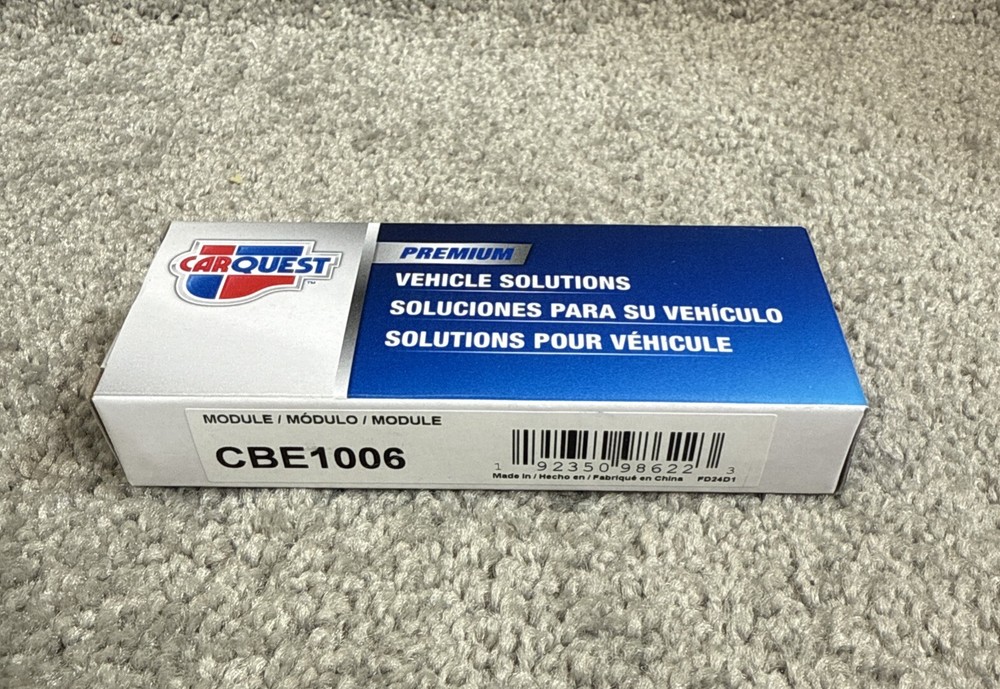 CARQUEST™
PREMIUM
VEHICLE SOLUTIONS
SOLUCIONES PARA SU VEHÍCULO
SOLUTIONS POUR VÉHICULE
MODULE / MÓDULO / MODULE
CBE1006
1 92350 98622 3
Made in / Hecho en / Fabriqué en China FD24D1